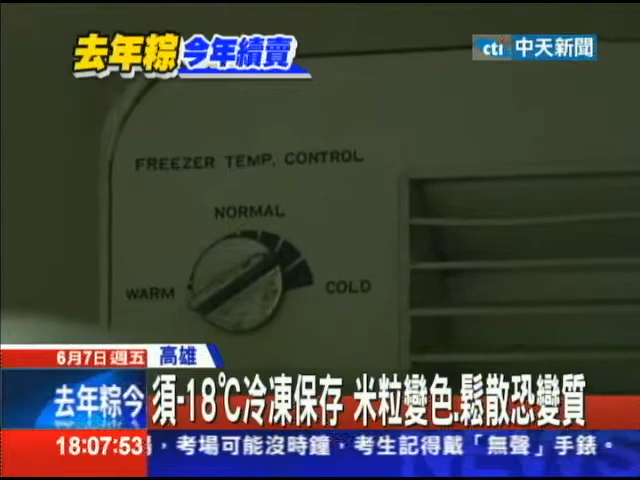 去年粽 今年續賣
cti 中天新聞
FREEZER TEMP. CONTROL
NORMAL
WARM
COLD
6月7日週五
高雄
去年粽今
須-18℃冷凍保存 米粒變色.鬆散恐變質
18:07:53
，考場可能沒時鐘，考生記得戴「無聲」手錶。
NEWS